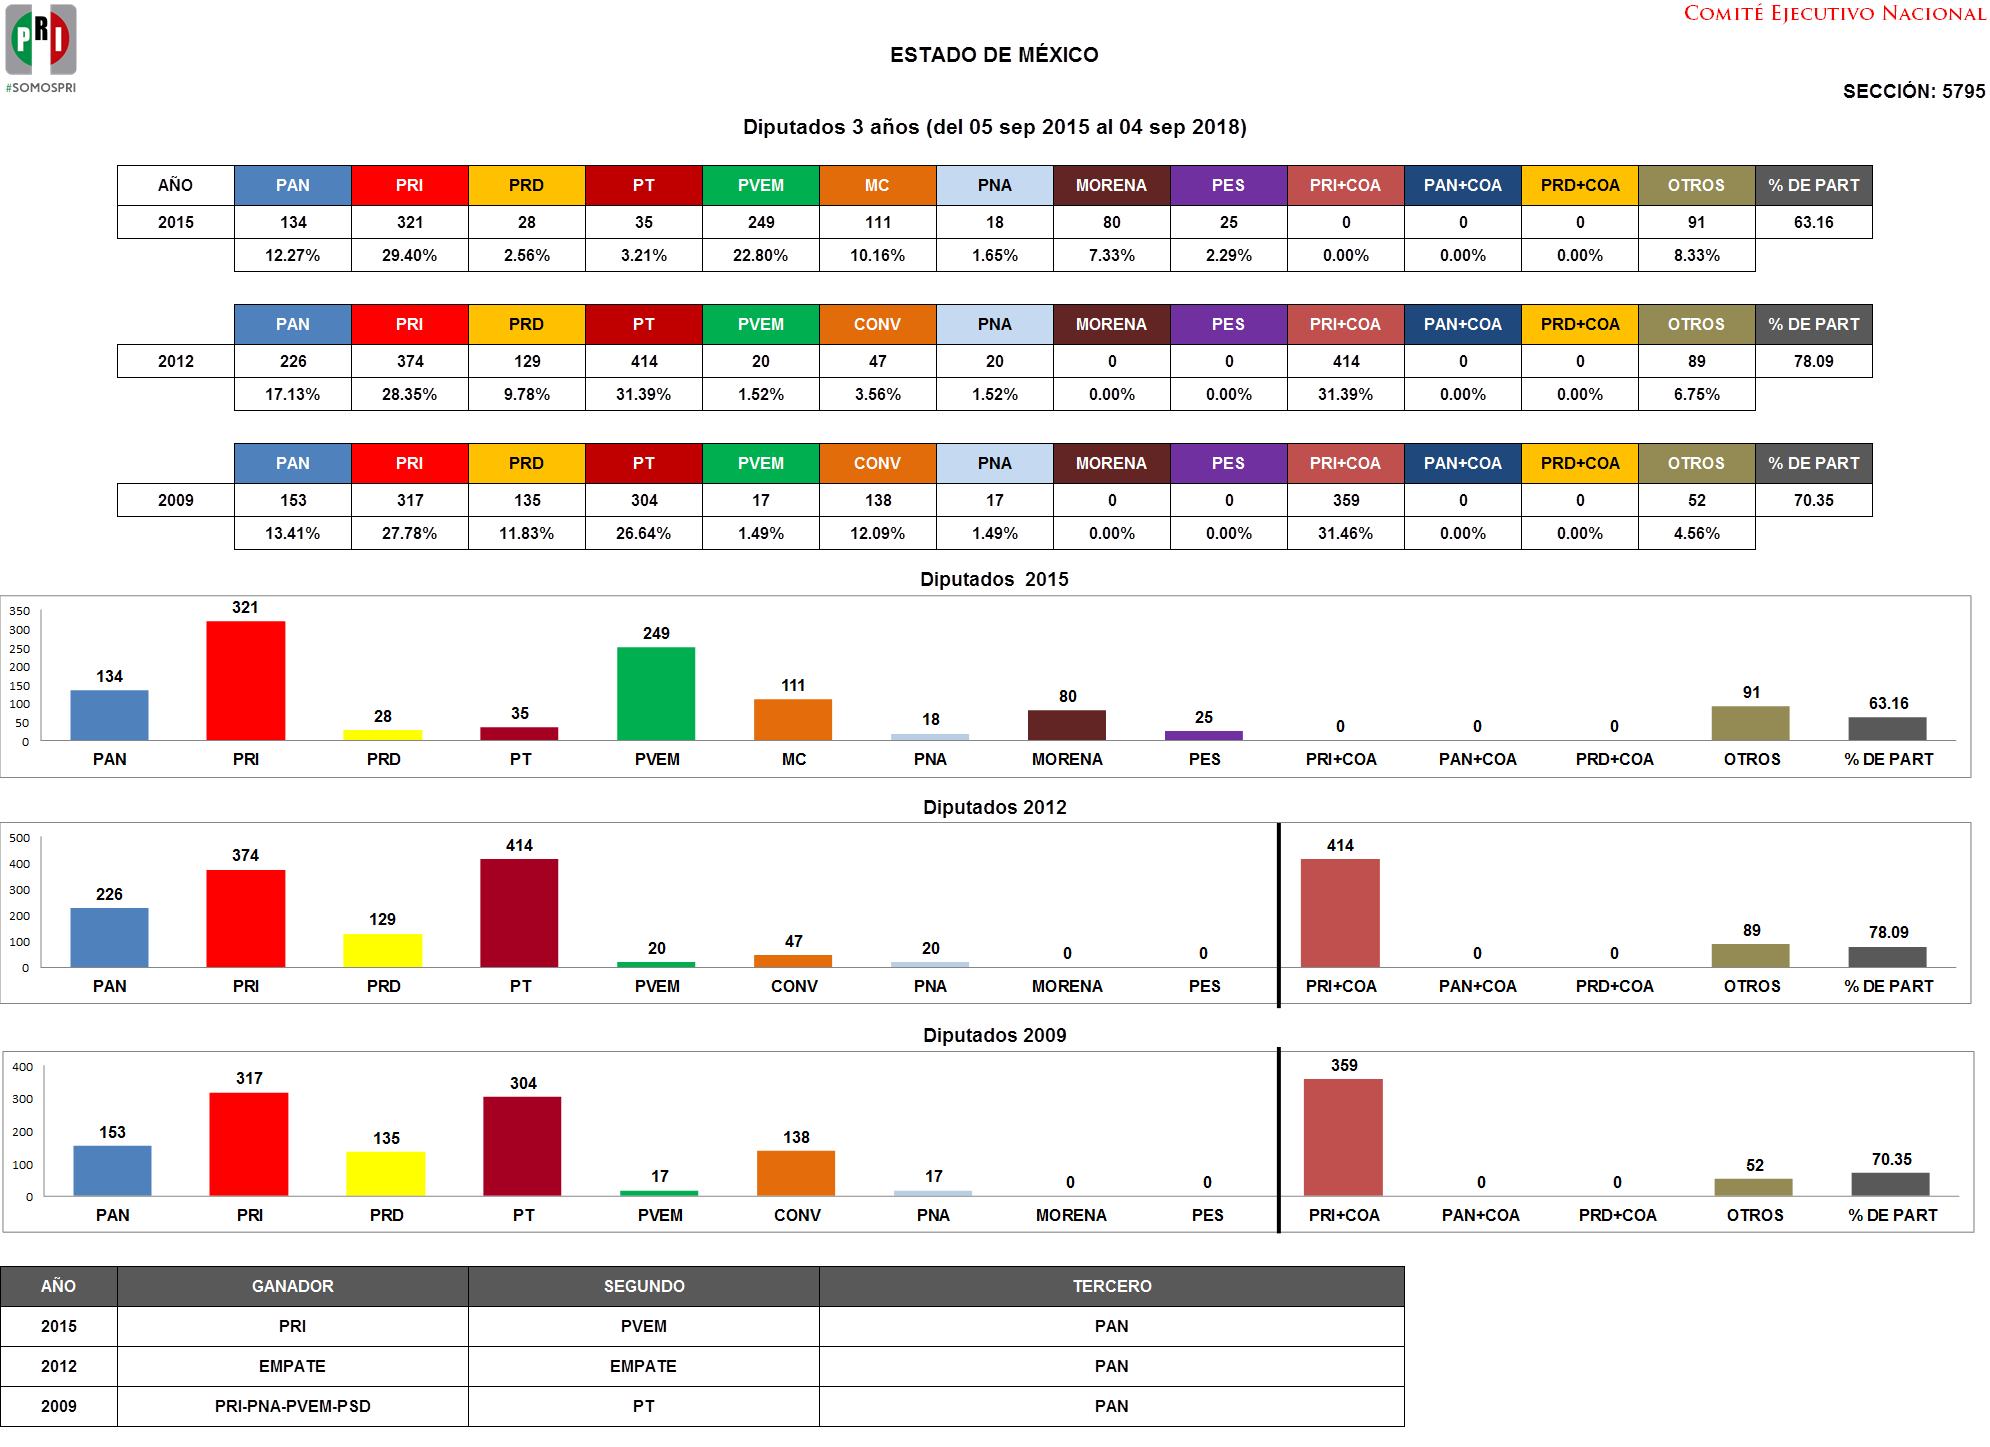 PRI
#SOMOSPRI
COMITÉ EJECUTIVO NACIONAL
ESTADO DE MÉXICO
SECCIÓN: 5795
Diputados 3 años (del 05 sep 2015 al 04 sep 2018)
AÑO PAN PRI PRD PT PVEM MC PNA MORENA PES PRI+COA PAN+COA PRD+COA OTROS % DE PART
2015 134 321 28 35 249 111 18 80 25 0 0 0 91 63.16
12.27% 29.40% 2.56% 3.21% 22.80% 10.16% 1.65% 7.33% 2.29% 0.00% 0.00% 0.00% 8.33%
PAN PRI PRD PT PVEM CONV PNA MORENA PES PRI+COA PAN+COA PRD+COA OTROS % DE PART
2012 226 374 129 414 20 47 20 0 0 414 0 0 89 78.09
17.13% 28.35% 9.78% 31.39% 1.52% 3.56% 1.52% 0.00% 0.00% 31.39% 0.00% 0.00% 6.75%
PAN PRI PRD PT PVEM CONV PNA MORENA PES PRI+COA PAN+COA PRD+COA OTROS % DE PART
2009 153 317 135 304 17 138 17 0 0 359 0 0 52 70.35
13.41% 27.78% 11.83% 26.64% 1.49% 12.09% 1.49% 0.00% 0.00% 31.46% 0.00% 0.00% 4.56%
Diputados 2015
350
300
250
200
150
100
50
0
134 321 28 35 249 111 18 80 25 0 0 0 91 63.16
PAN PRI PRD PT PVEM MC PNA MORENA PES PRI+COA PAN+COA PRD+COA OTROS % DE PART
Diputados 2012
500
400
300
200
100
0
226 374 129 414 20 47 20 0 0 414 0 0 89 78.09
PAN PRI PRD PT PVEM CONV PNA MORENA PES PRI+COA PAN+COA PRD+COA OTROS % DE PART
Diputados 2009
400
300
200
100
0
153 317 135 304 17 138 17 0 0 359 0 0 52 70.35
PAN PRI PRD PT PVEM CONV PNA MORENA PES PRI+COA PAN+COA PRD+COA OTROS % DE PART
AÑO GANADOR SEGUNDO TERCERO
2015 PRI PVEM PAN
2012 EMPATE EMPATE PAN
2009 PRI-PNA-PVEM-PSD PT PAN